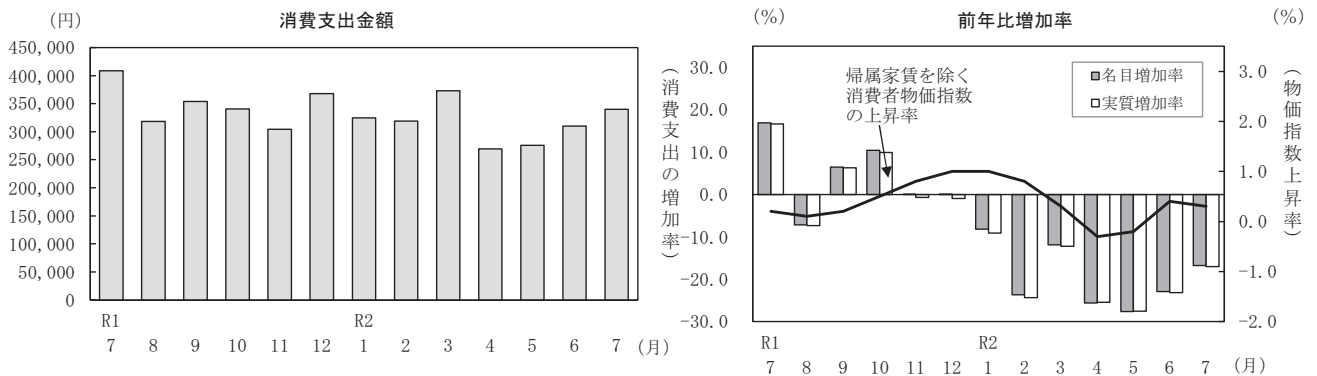 消費支出金額
(円)
450,000
400,000
350,000
300,000
250,000
200,000
150,000
100,000
50,000
0
R1 R2
7 8 9 10 11 12 1 2 3 4 5 6 7 (月)
前年比増加率
(%)
(%)
(消費支出の増加率)
30.0
20.0
10.0
0.0
-10.0
-20.0
-30.0
帰属家賃を除く
消費者物価指数
の上昇率
名目増加率
実質増加率
3.0
2.0
1.0
0.0
-1.0
-2.0
(物価指数上昇率)
R1 R2
7 8 9 10 11 12 1 2 3 4 5 6 7 (月)